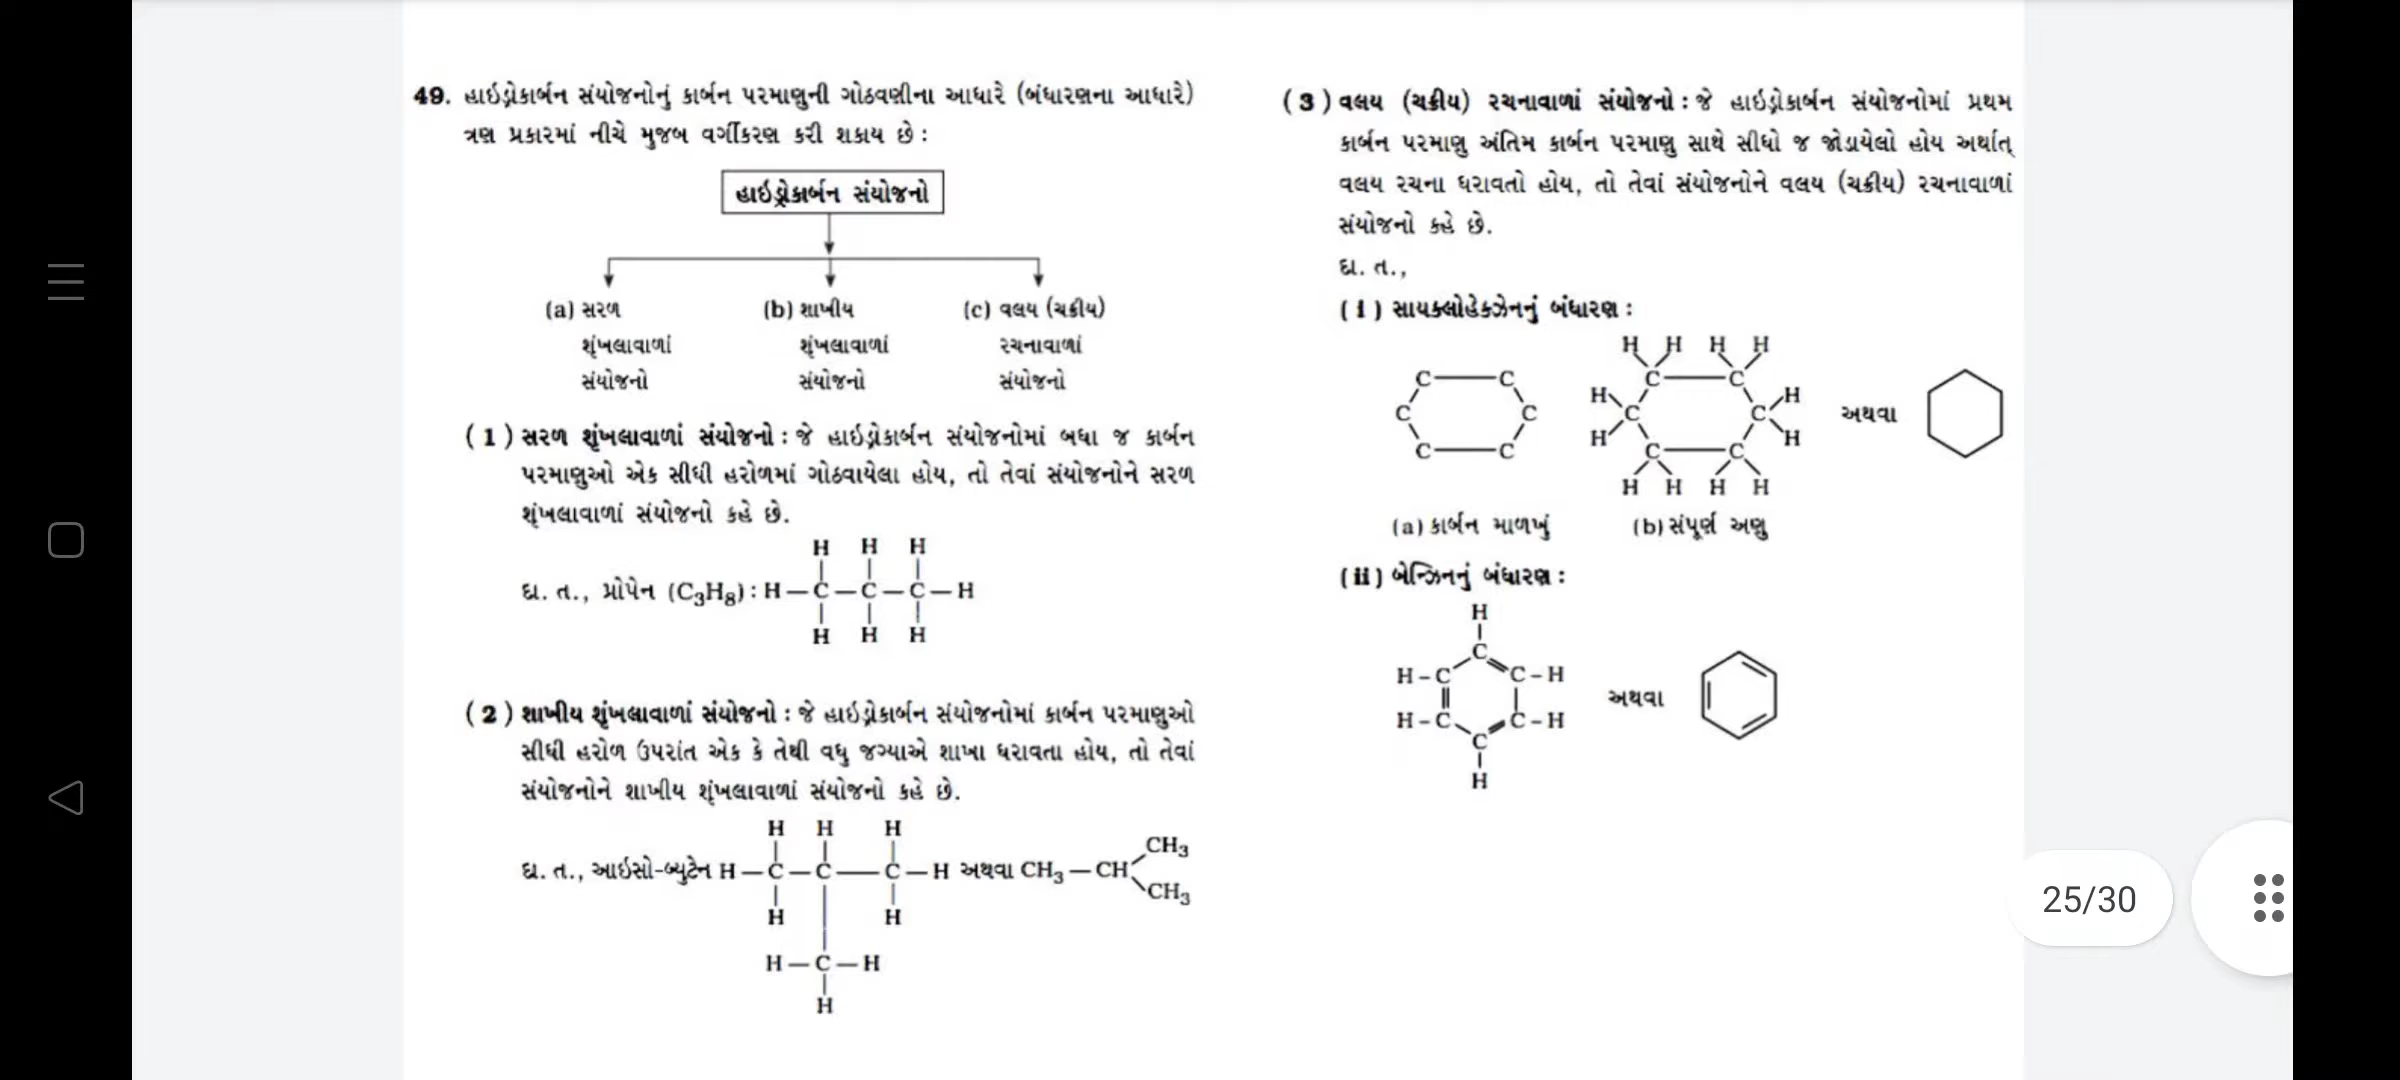 49. હાઇડ્રોકાર્બન સંયોજનોનું કાર્બન પરમાણુની ગોઠવણીના આધારે (બંધારણના આધારે)
ત્રણ પ્રકારમાં નીચે મુજબ વર્ગીકરણ કરી શકાય છે :
હાઇડ્રોકાર્બન સંયોજનો
(a) સરળ (b) શાખીય (c) વલય (ચક્રીય)
શૃંખલાવાળાં શૃંખલાવાળાં રચનાવાળાં
સંયોજનો સંયોજનો સંયોજનો
(1) સરળ શૃંખલાવાળાં સંયોજનો : જે હાઇડ્રોકાર્બન સંયોજનોમાં બધા જ કાર્બન
પરમાણુઓ એક સીધી હરોળમાં ગોઠવાયેલા હોય, તો તેવાં સંયોજનોને સરળ
શૃંખલાવાળાં સંયોજનો કહે છે.
H H H
દા. ત., પ્રોપેન (C₃H₈) : H — C — C — C — H
H H H
(2) શાખીય શૃંખલાવાળાં સંયોજનો : જે હાઇડ્રોકાર્બન સંયોજનોમાં કાર્બન પરમાણુઓ
સીધી હરોળ ઉપરાંત એક કે તેથી વધુ જગ્યાએ શાખા ધરાવતા હોય, તો તેવાં
સંયોજનોને શાખીય શૃંખલાવાળાં સંયોજનો કહે છે.
H H H
CH₃
દા. ત., આઇસો-બ્યુટેન H — C — C — C — H અથવા CH₃ — CH
CH₃
H H
H — C — H
H
(3) વલય (ચક્રીય) રચનાવાળાં સંયોજનો : જે હાઇડ્રોકાર્બન સંયોજનોમાં પ્રથમ
કાર્બન પરમાણુ અંતિમ કાર્બન પરમાણુ સાથે સીધો જ જોડાયેલો હોય અર્થાત્
વલય રચના ધરાવતો હોય, તો તેવાં સંયોજનોને વલય (ચક્રીય) રચનાવાળાં
સંયોજનો કહે છે.
દા. ત.,
(i) સાયક્લોહેક્ઝેનનું બંધારણ :
H H H H
C — C C — C
H H
C C H C C H અથવા
H H
C — C C — C
H H H H
(a) કાર્બન માળખું (b) સંપૂર્ણ અણુ
(ii) બેન્ઝિનનું બંધારણ :
H
C
H - C C - H
અથવા
H - C C - H
C
H
25/30